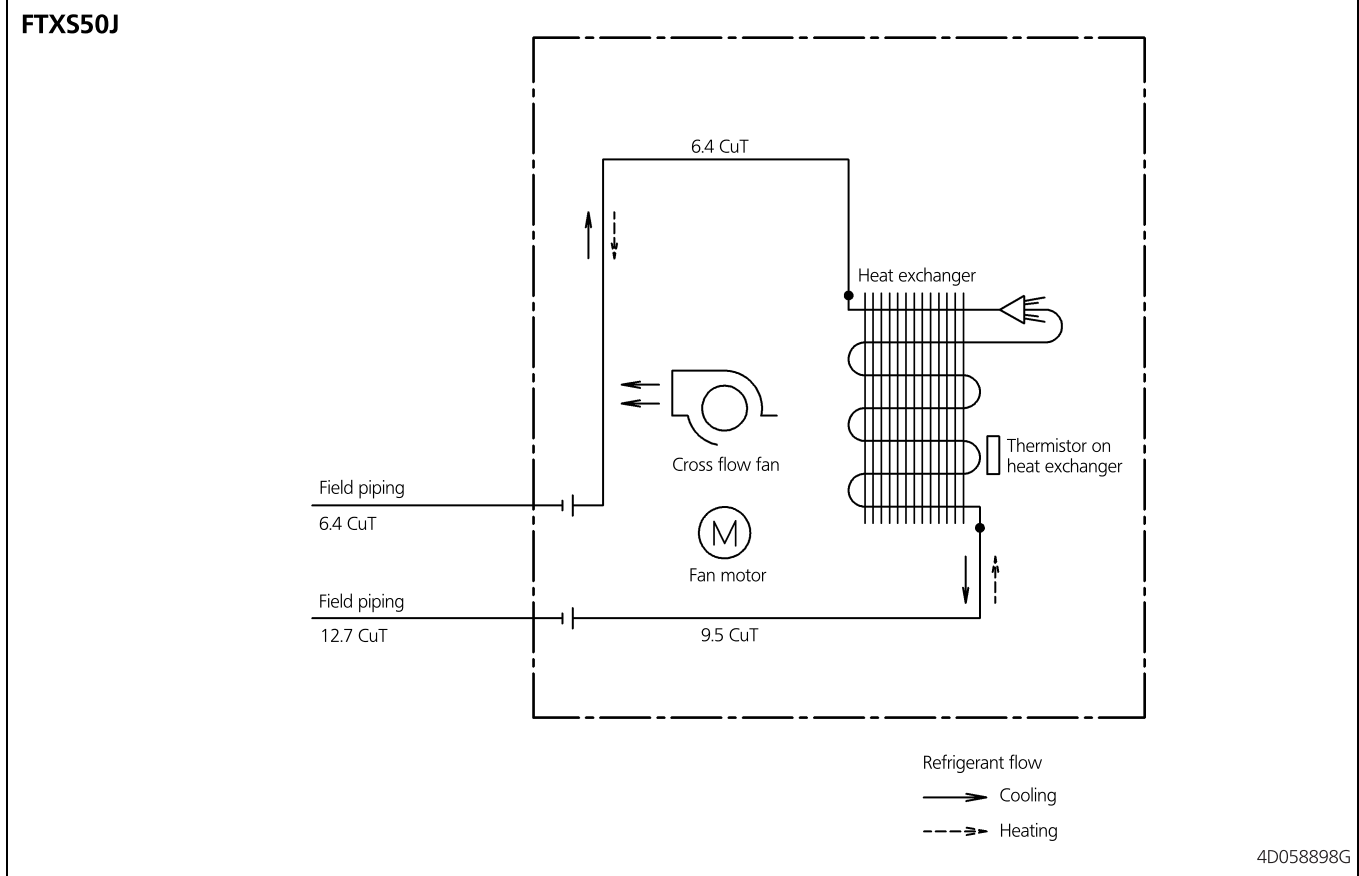 FTXS50J
6.4 CuT
Heat exchanger
Thermistor on
heat exchanger
Cross flow fan
Field piping
6.4 CuT
M
Fan motor
Field piping
12.7 CuT
9.5 CuT
Refrigerant flow
Cooling
Heating
4D058898G